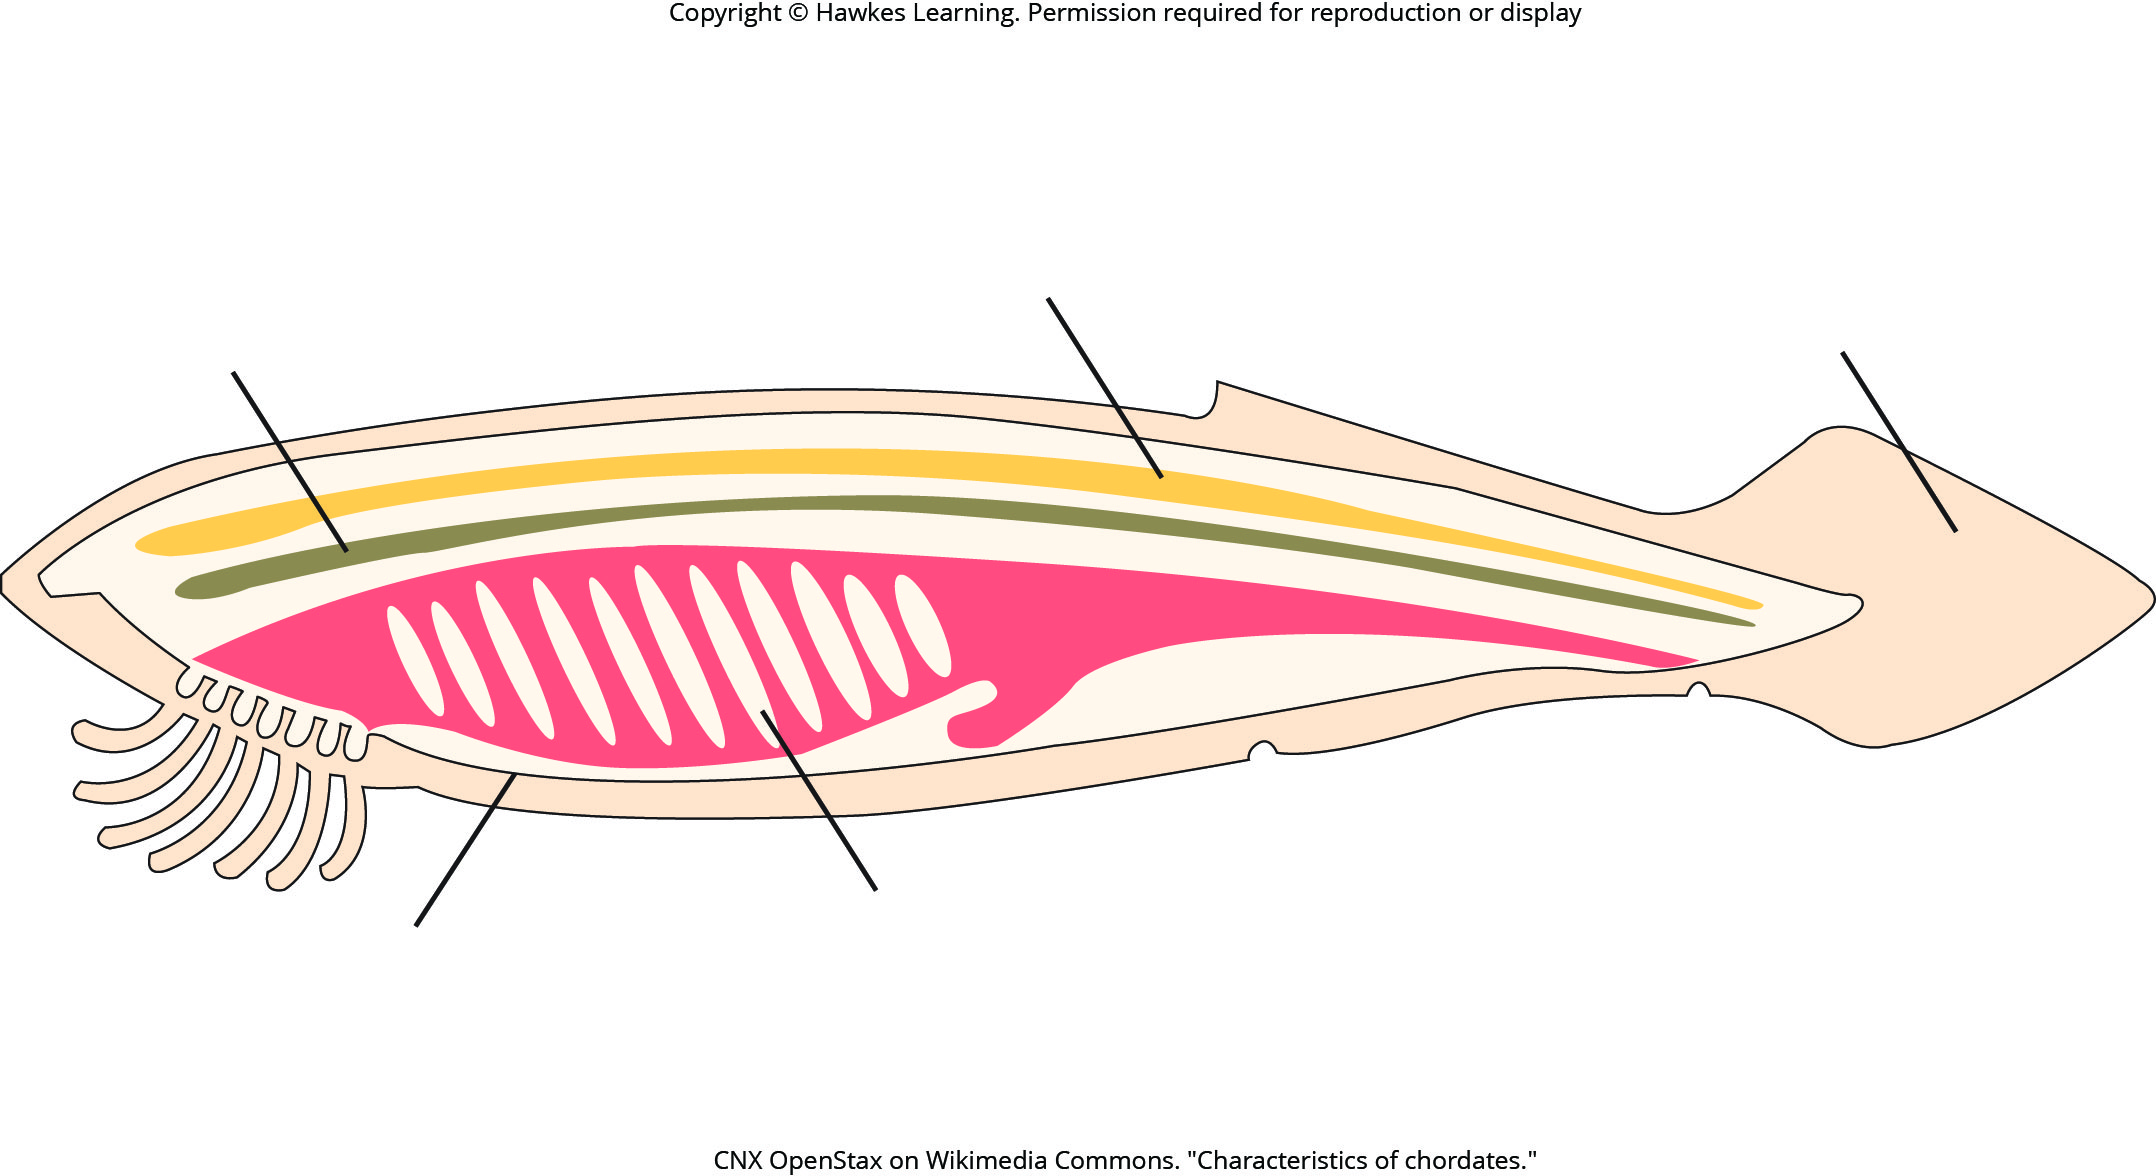 Copyright © Hawkes Learning. Permission required for reproduction or display
CNX OpenStax on Wikimedia Commons. "Characteristics of chordates."